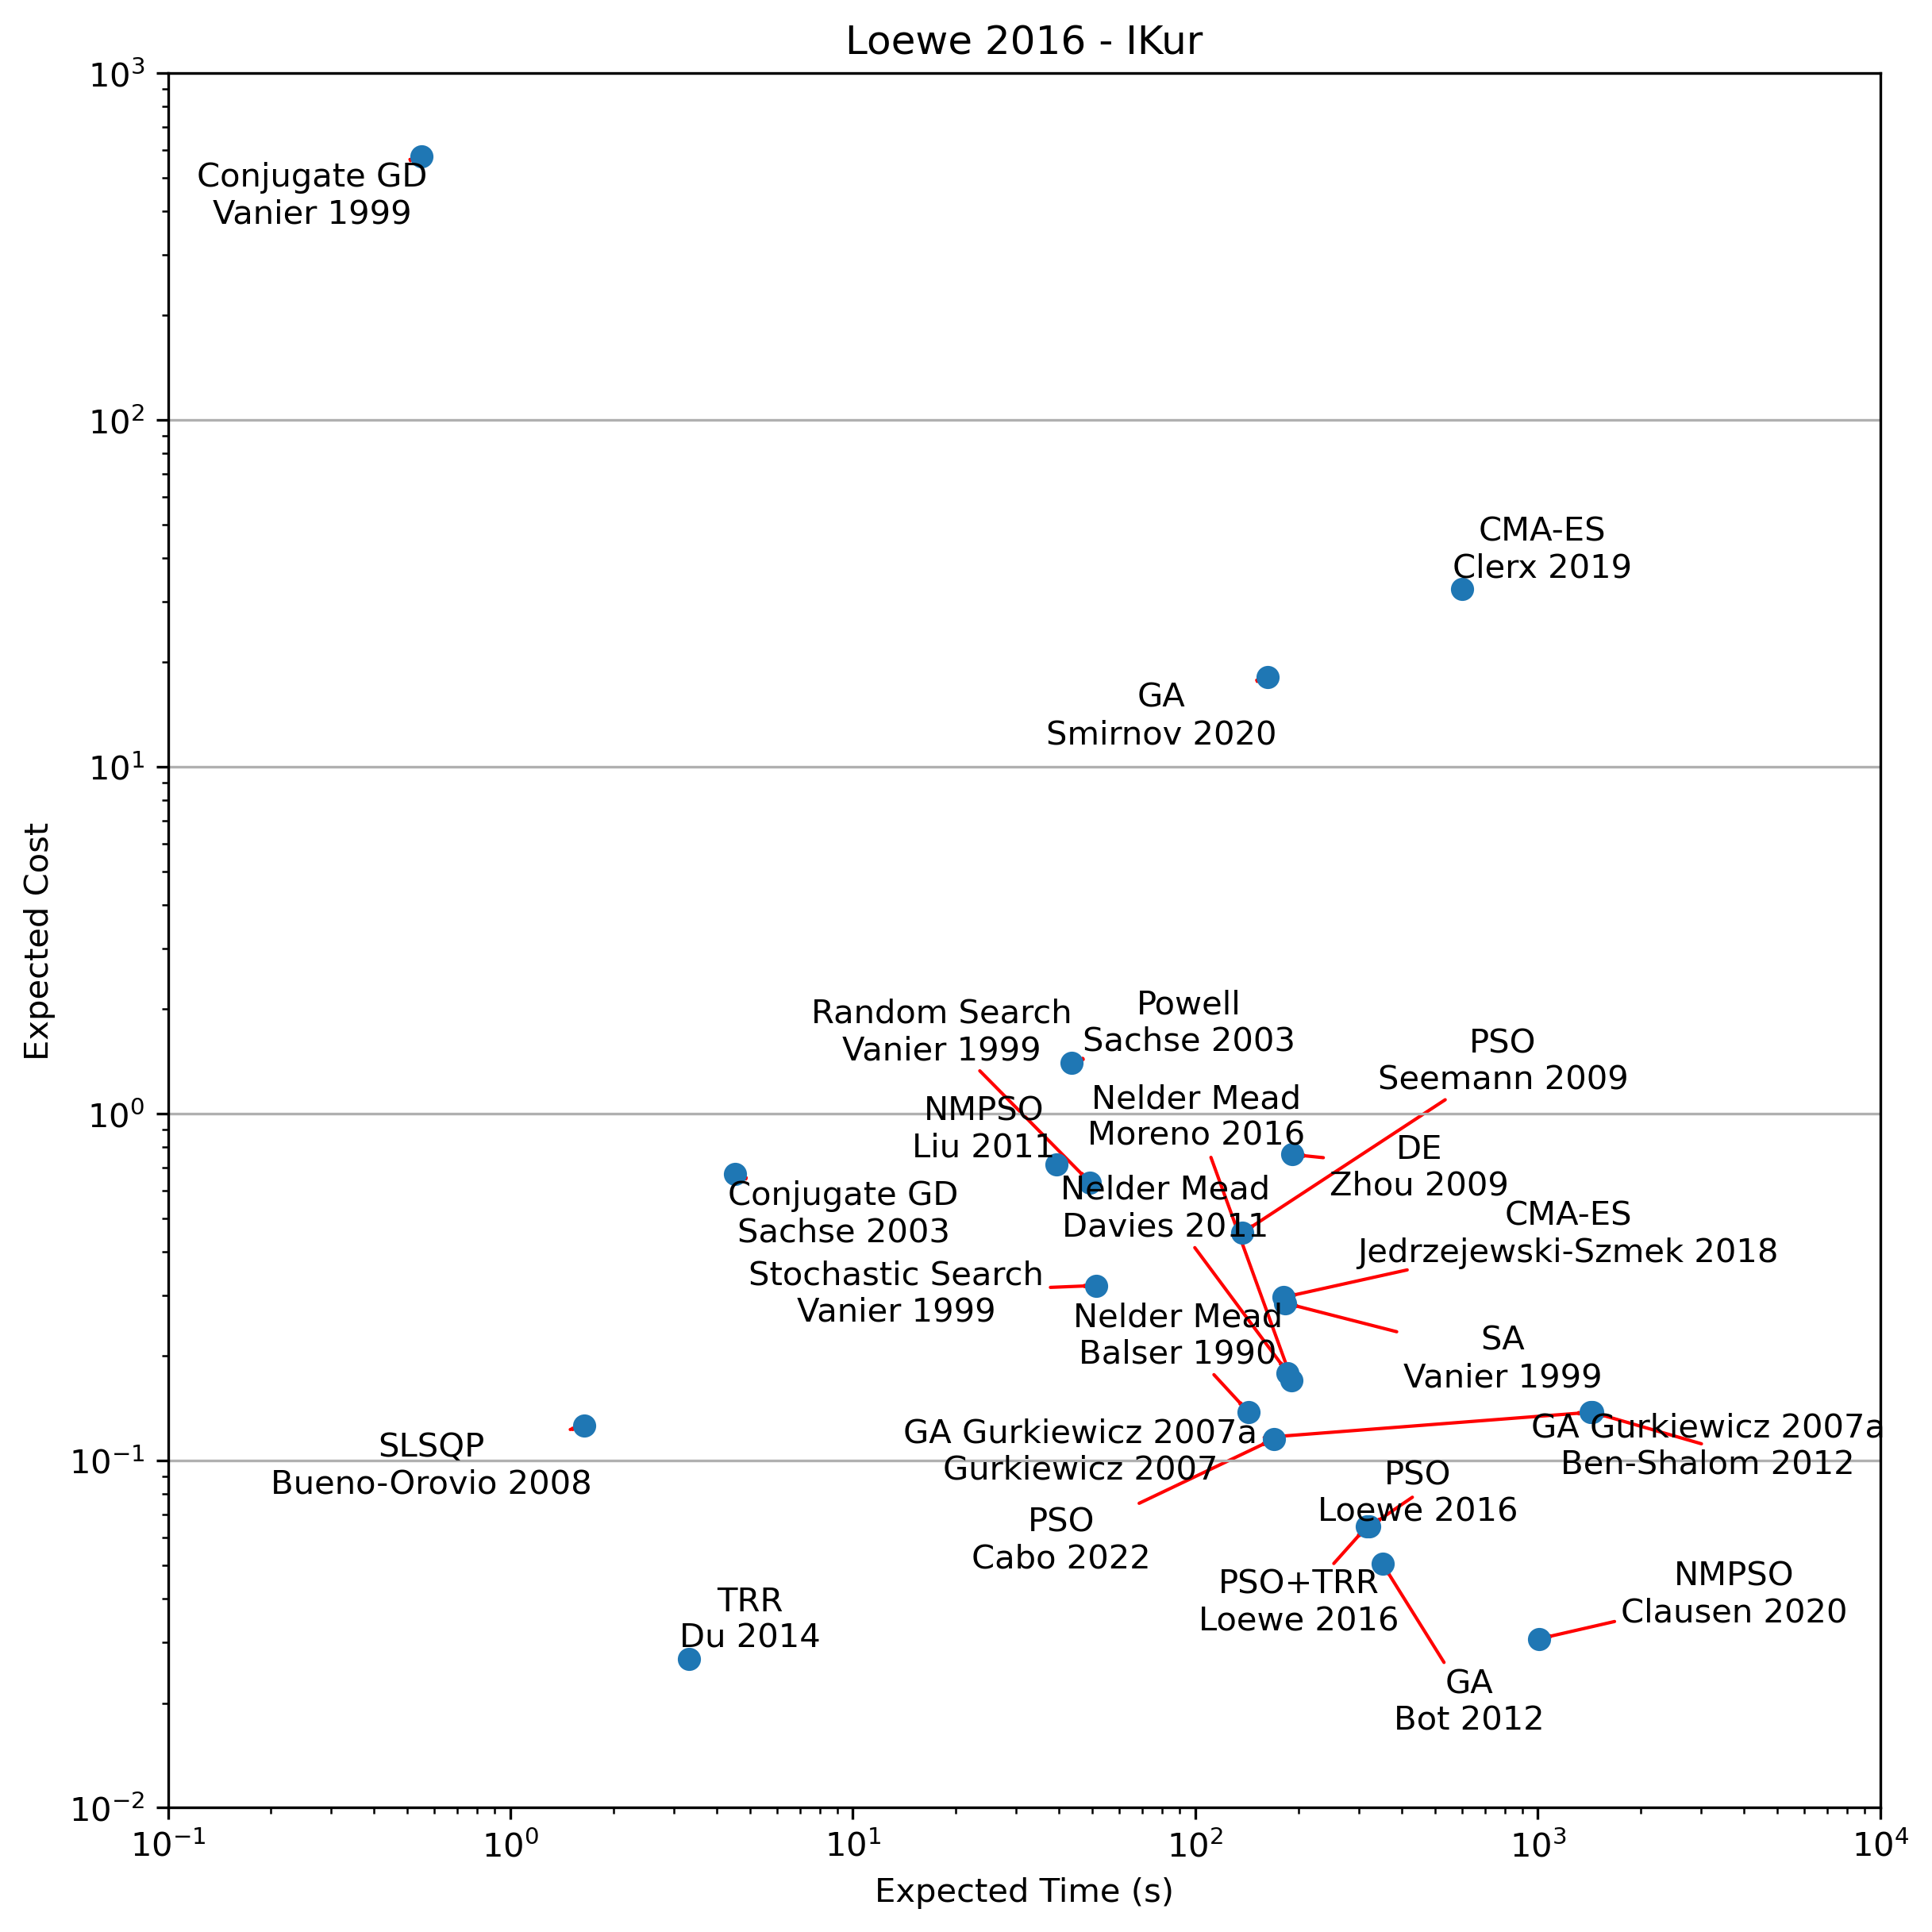 Loewe 2016 - IKur
10³
10²
10¹
10⁰
10⁻¹
10⁻²
Expected Cost
Conjugate GD
Vanier 1999
CMA-ES
Clerx 2019
GA
Smirnov 2020
Random Search
Vanier 1999
Powell
Sachse 2003
PSO
Seemann 2009
NMPSO
Liu 2011
Nelder Mead
Moreno 2016
DE
Zhou 2009
Conjugate GD
Sachse 2003
Nelder Mead
Davies 2011
CMA-ES
Jedrzejewski-Szmek 2018
Stochastic Search
Vanier 1999
Nelder Mead
Balser 1990
SA
Vanier 1999
SLSQP
Bueno-Orovio 2008
GA Gurkiewicz 2007a
Gurkiewicz 2007
GA Gurkiewicz 2007a
Ben-Shalom 2012
PSO
Loewe 2016
PSO
Cabo 2022
PSO+TRR
Loewe 2016
NMPSO
Clausen 2020
TRR
Du 2014
GA
Bot 2012
10⁻¹
10⁰
10¹
10²
10³
10⁴
Expected Time (s)